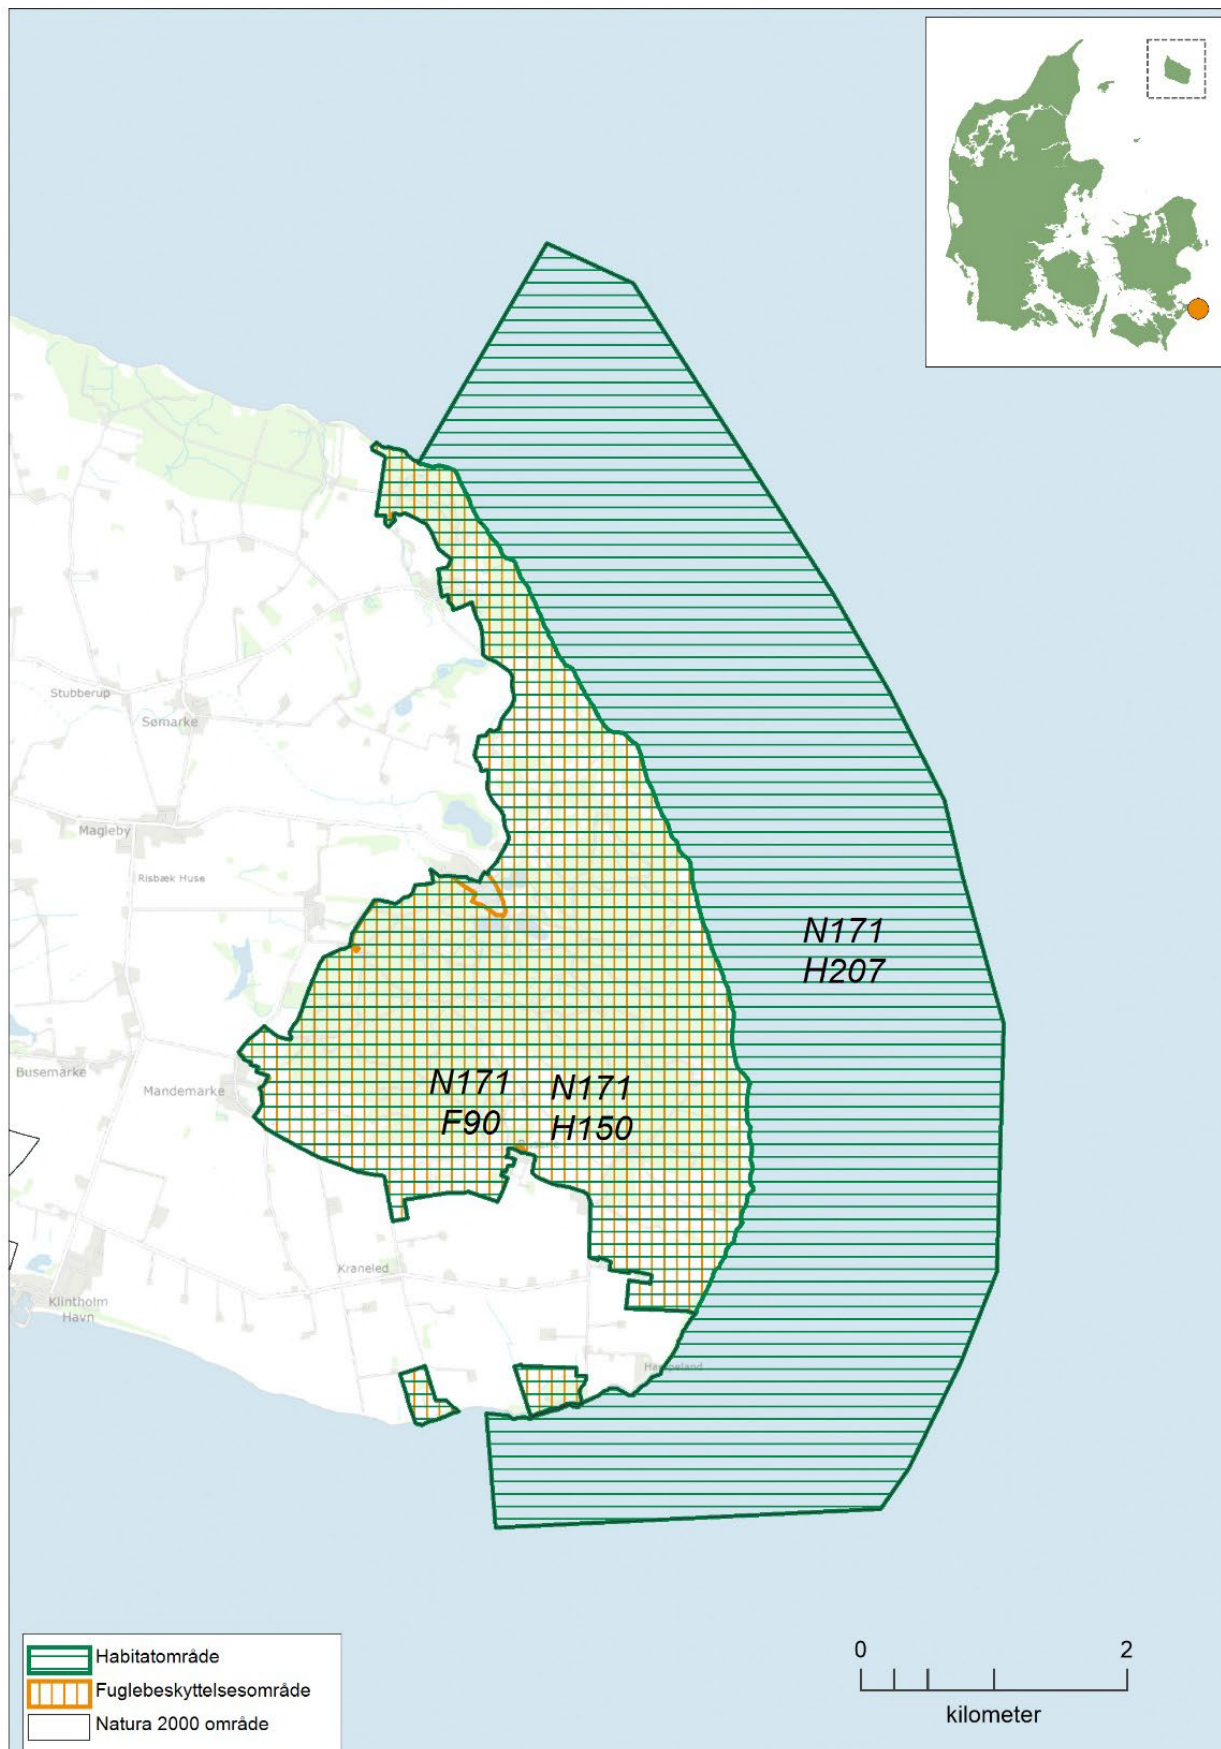 Stubberup
Sømarke
Magleby
Risbæk Huse
N171
H207
Busemarke
Mandemarke
N171
F90
N171
H150
Kraneled
Klintholm
Havn
Habitatområde
Fuglebeskyttelsesområde
Natura 2000 område
0
2
kilometer